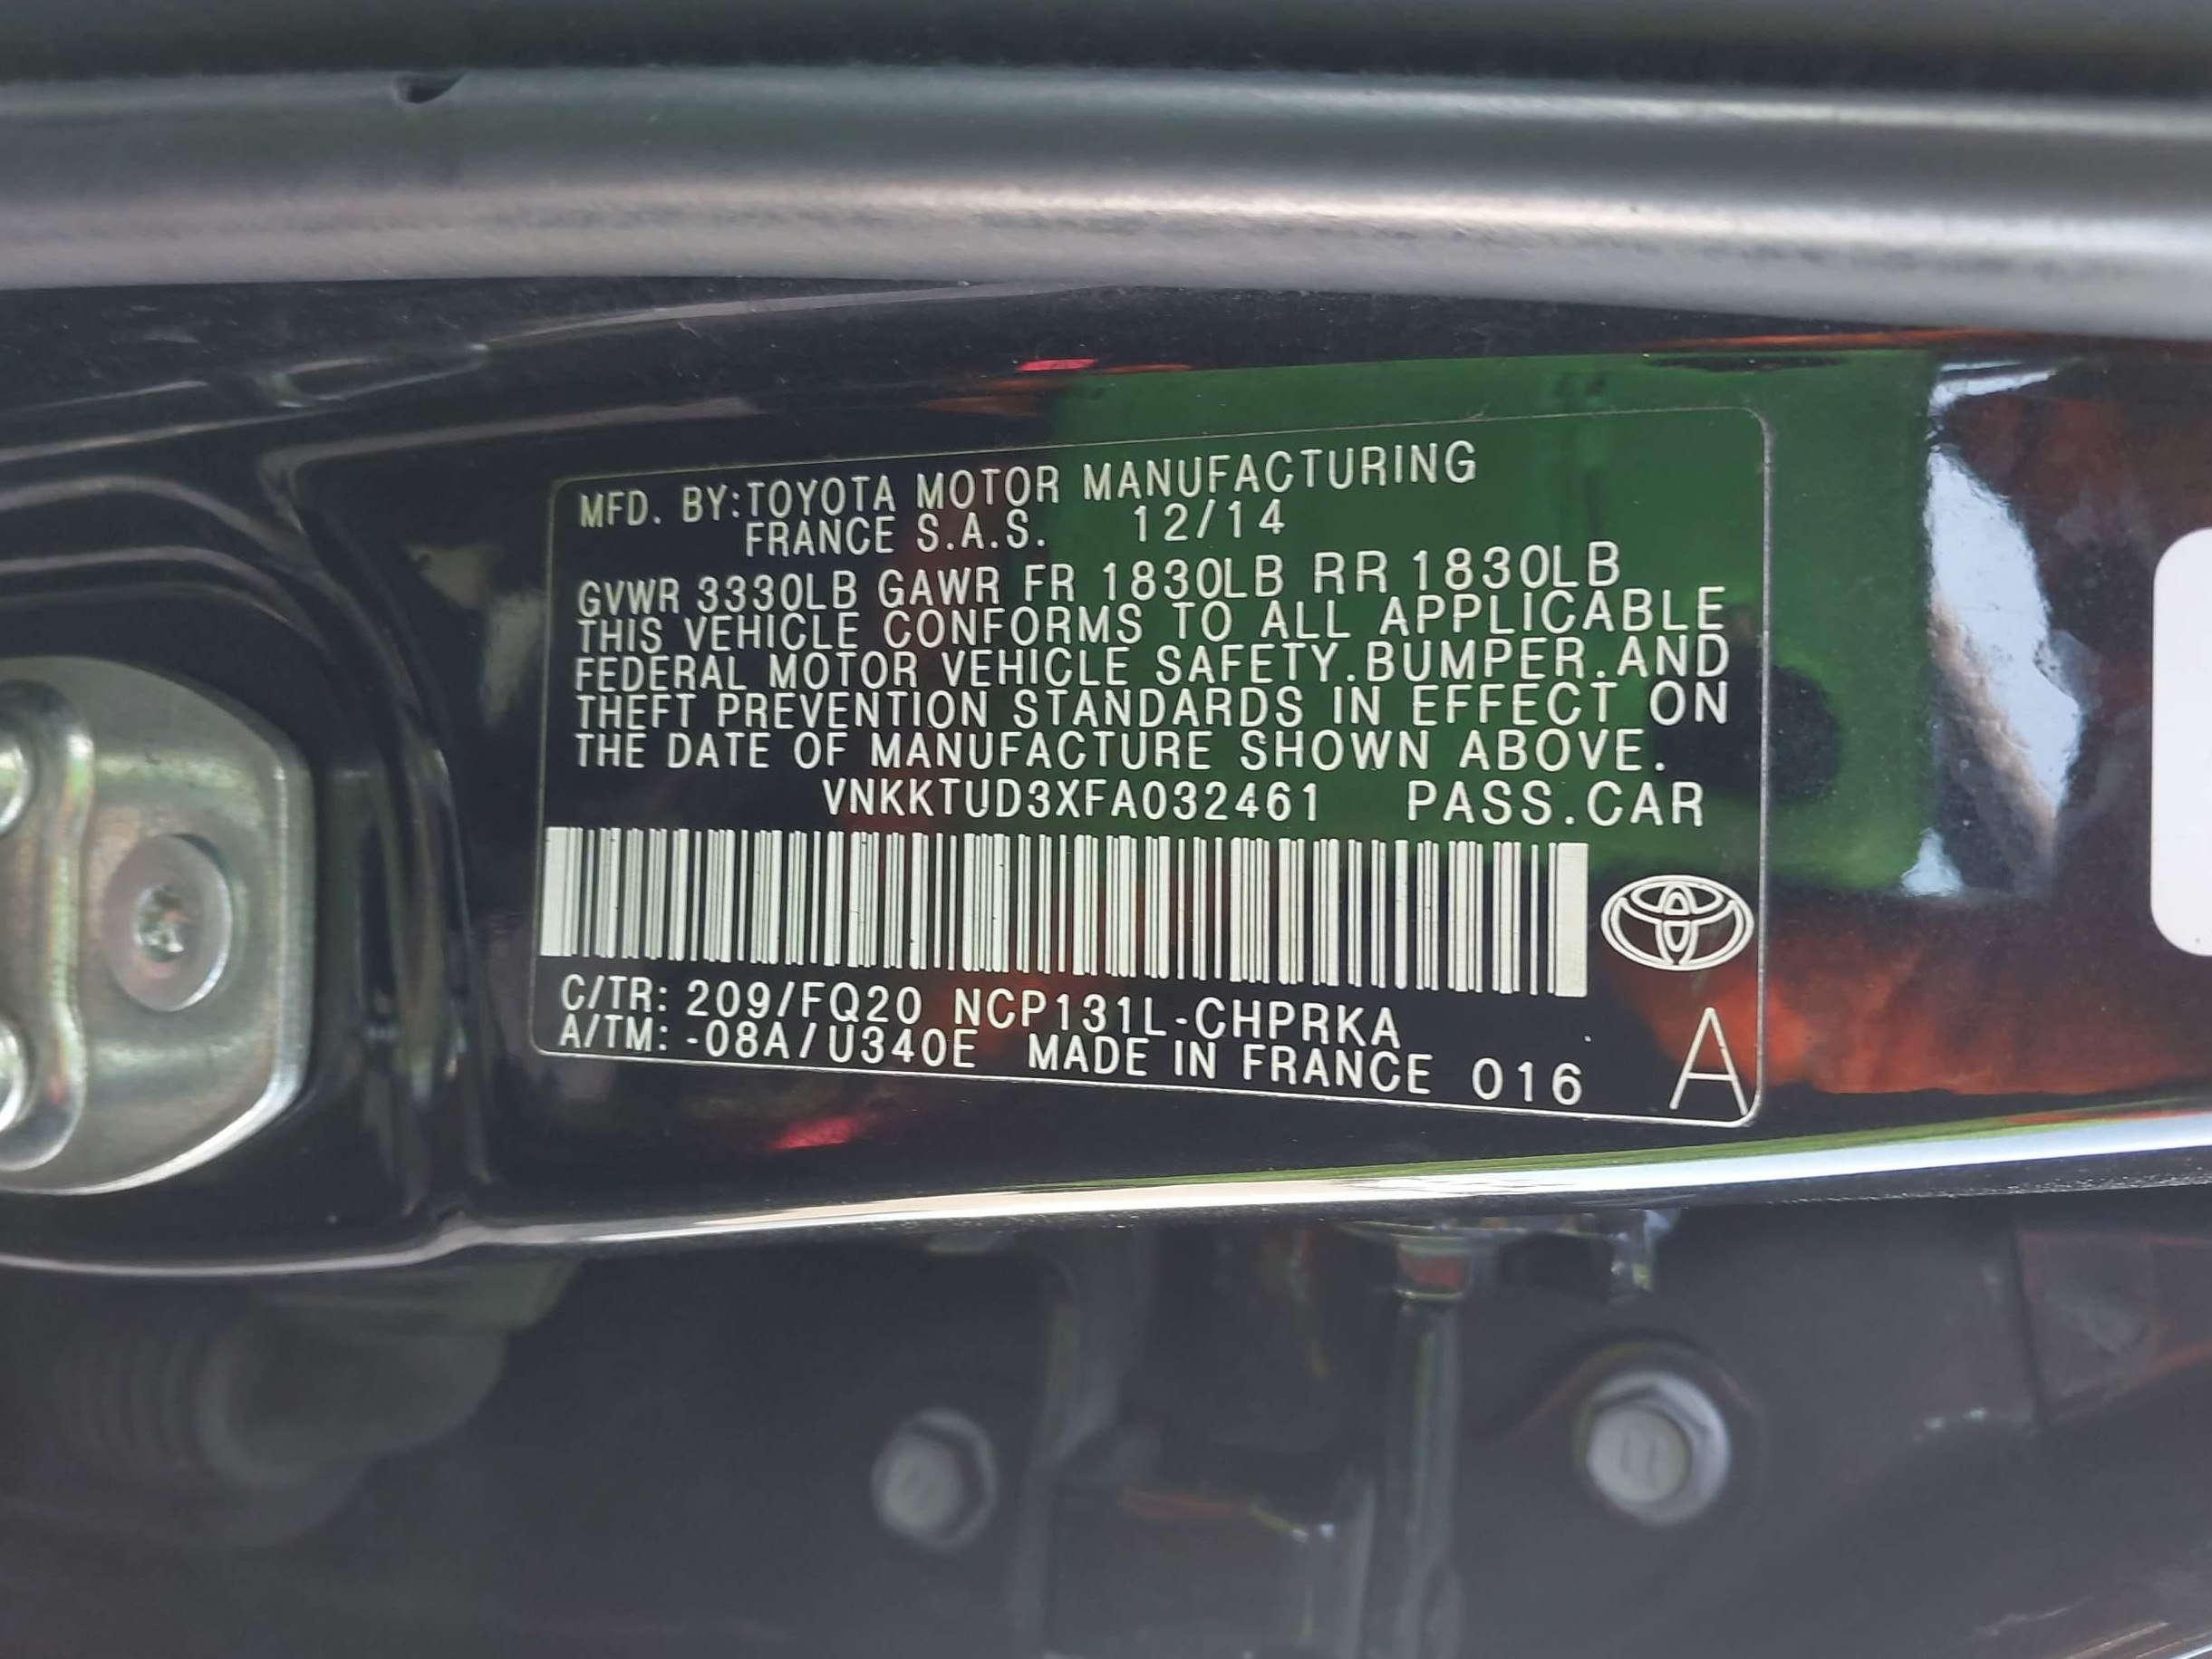 MFD. BY:TOYOTA MOTOR MANUFACTURING
FRANCE S.A.S. 12/14
GVWR 3330LB GAWR FR 1830LB RR 1830LB
THIS VEHICLE CONFORMS TO ALL APPLICABLE
FEDERAL MOTOR VEHICLE SAFETY.BUMPER.AND
THEFT PREVENTION STANDARDS IN EFFECT ON
THE DATE OF MANUFACTURE SHOWN ABOVE.
VNKKTUD3XFA032461 PASS.CAR
C/TR: 209/FQ20 NCP131L-CHPRKA
A/TM: -08A/U340E MADE IN FRANCE 016 A